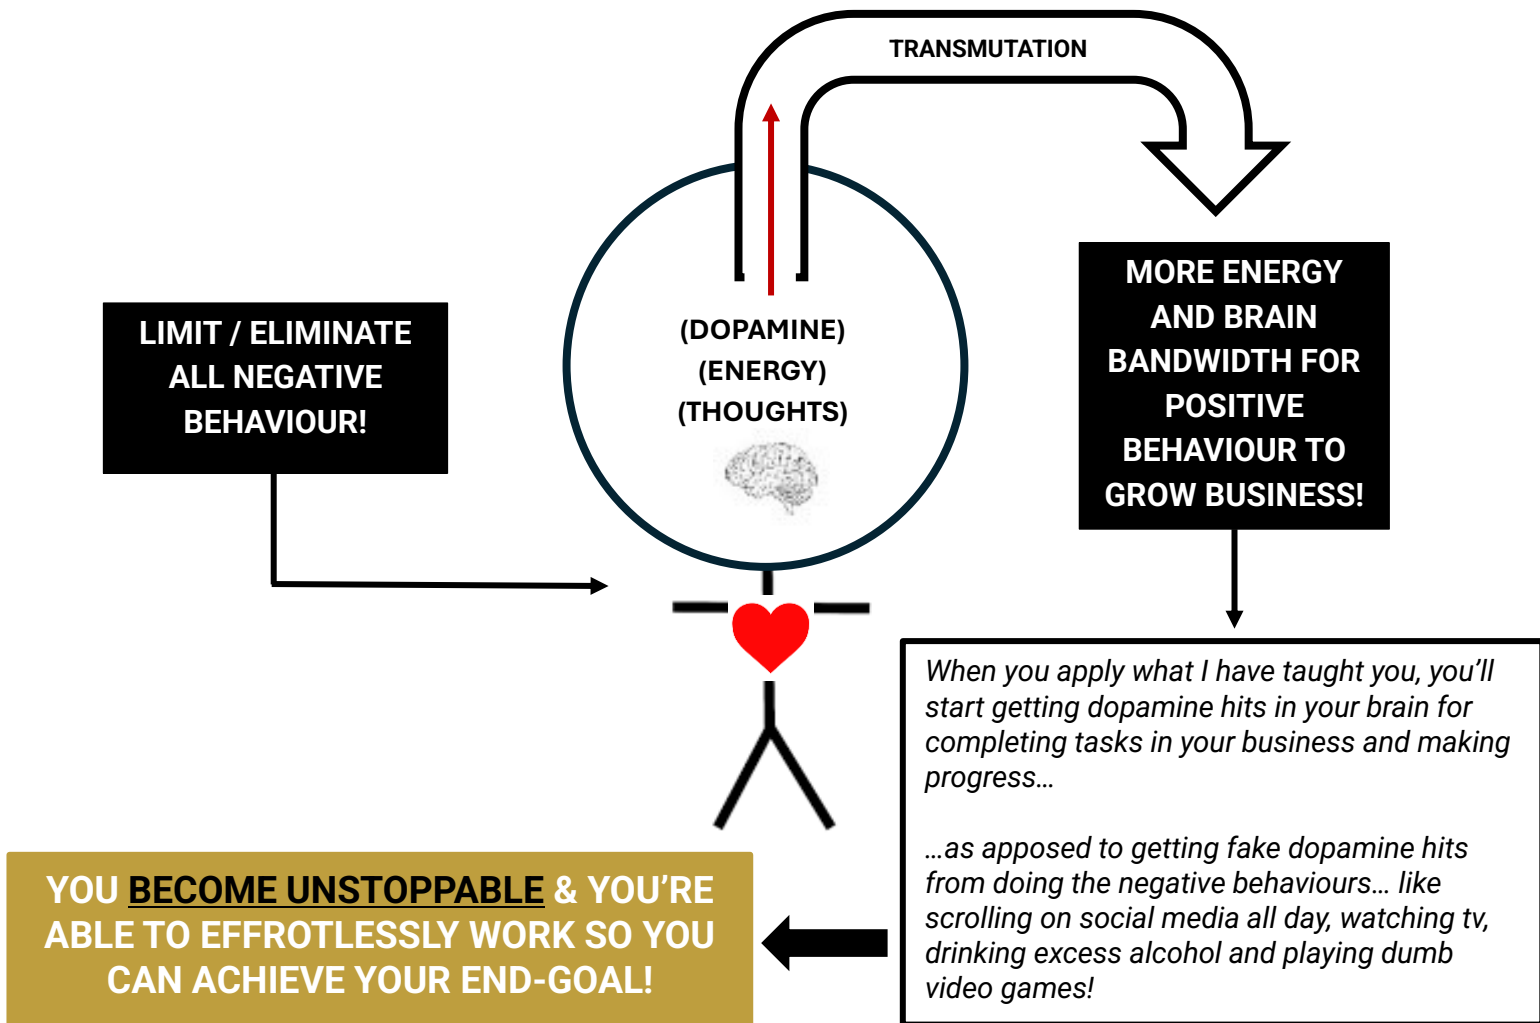 TRANSMUTATION
LIMIT / ELIMINATE
ALL NEGATIVE
BEHAVIOUR!
(DOPAMINE)
(ENERGY)
(THOUGHTS)
MORE ENERGY
AND BRAIN
BANDWIDTH FOR
POSITIVE
BEHAVIOUR TO
GROW BUSINESS!
When you apply what I have taught you, you’ll
start getting dopamine hits in your brain for
completing tasks in your business and making
progress…
…as apposed to getting fake dopamine hits
from doing the negative behaviours… like
scrolling on social media all day, watching tv,
drinking excess alcohol and playing dumb
video games!
YOU BECOME UNSTOPPABLE & YOU’RE
ABLE TO EFFROTLESSLY WORK SO YOU
CAN ACHIEVE YOUR END-GOAL!